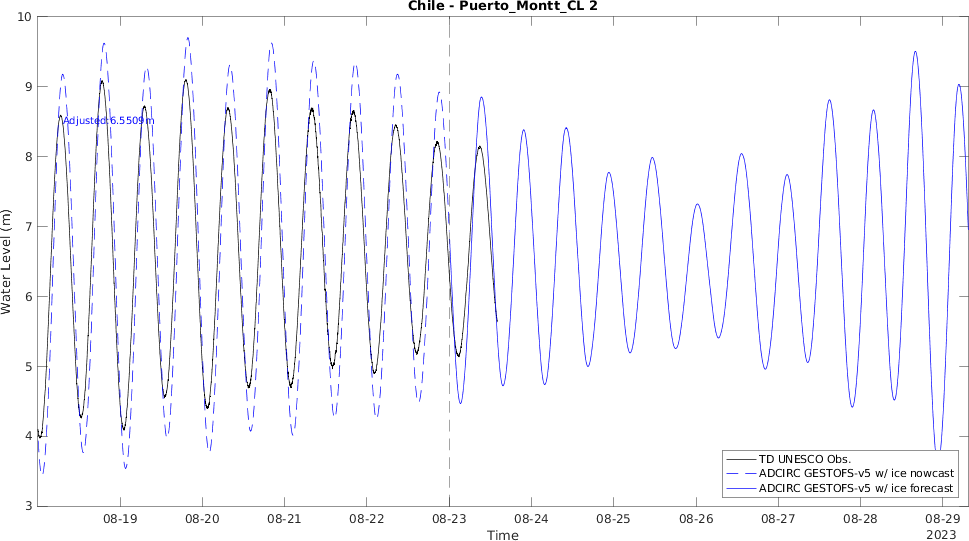 Chile - Puerto_Montt_CL 2
Water Level (m)
10
9
8
7
6
5
4
3
Adjusted:6.5509m
TD UNESCO Obs.
ADCIRC GESTOFS-v5 w/ ice nowcast
ADCIRC GESTOFS-v5 w/ ice forecast
08-19 08-20 08-21 08-22 08-23 08-24 08-25 08-26 08-27 08-28 08-29
Time
2023